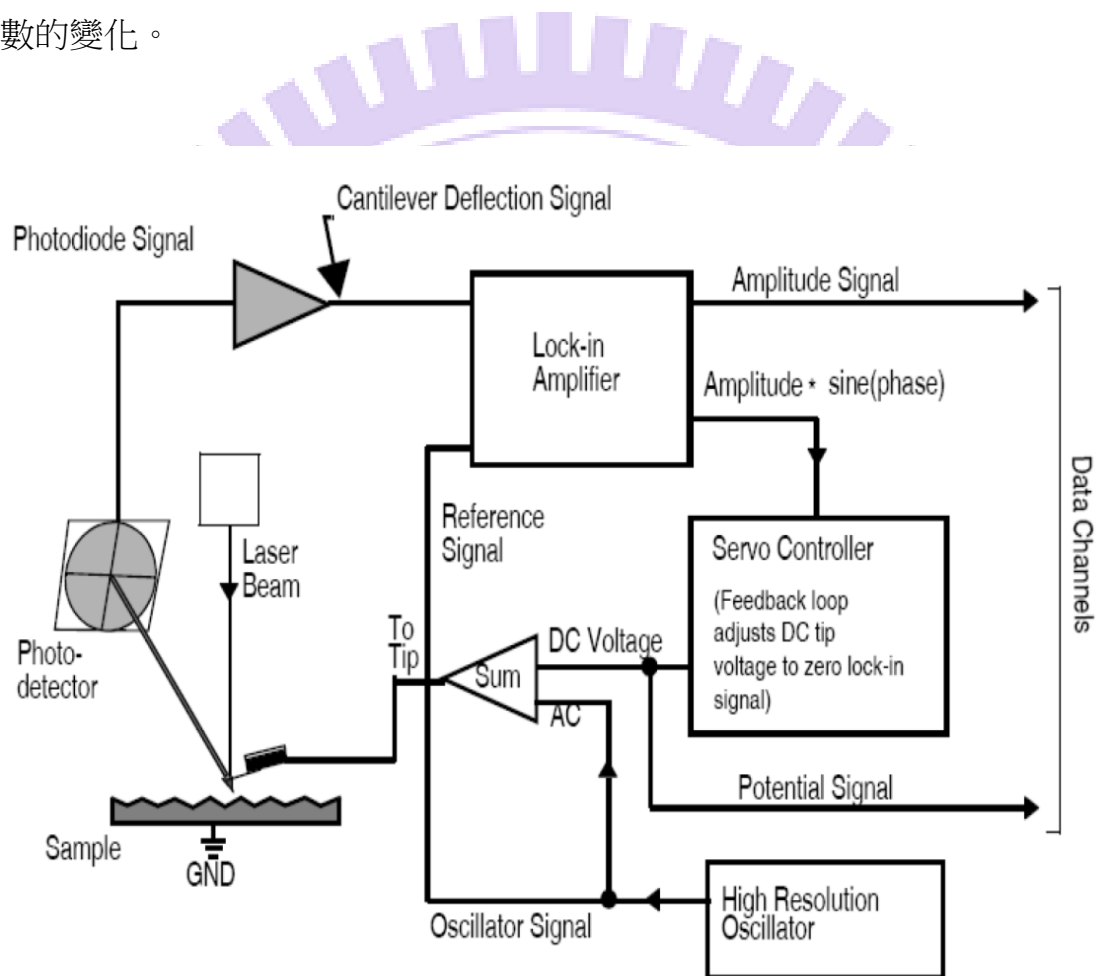 數的變化。
Cantilever Deflection Signal
Photodiode Signal
Amplitude Signal
Lock-in
Amplifier
Amplitude * sine(phase)
Data Channels
Reference
Signal
Laser
Beam
Servo Controller
(Feedback loop
adjusts DC tip
voltage to zero lock-in
signal)
To
Tip
DC Voltage
Sum
AC
Photo-
detector
Potential Signal
Sample
GND
High Resolution
Oscillator
Oscillator Signal